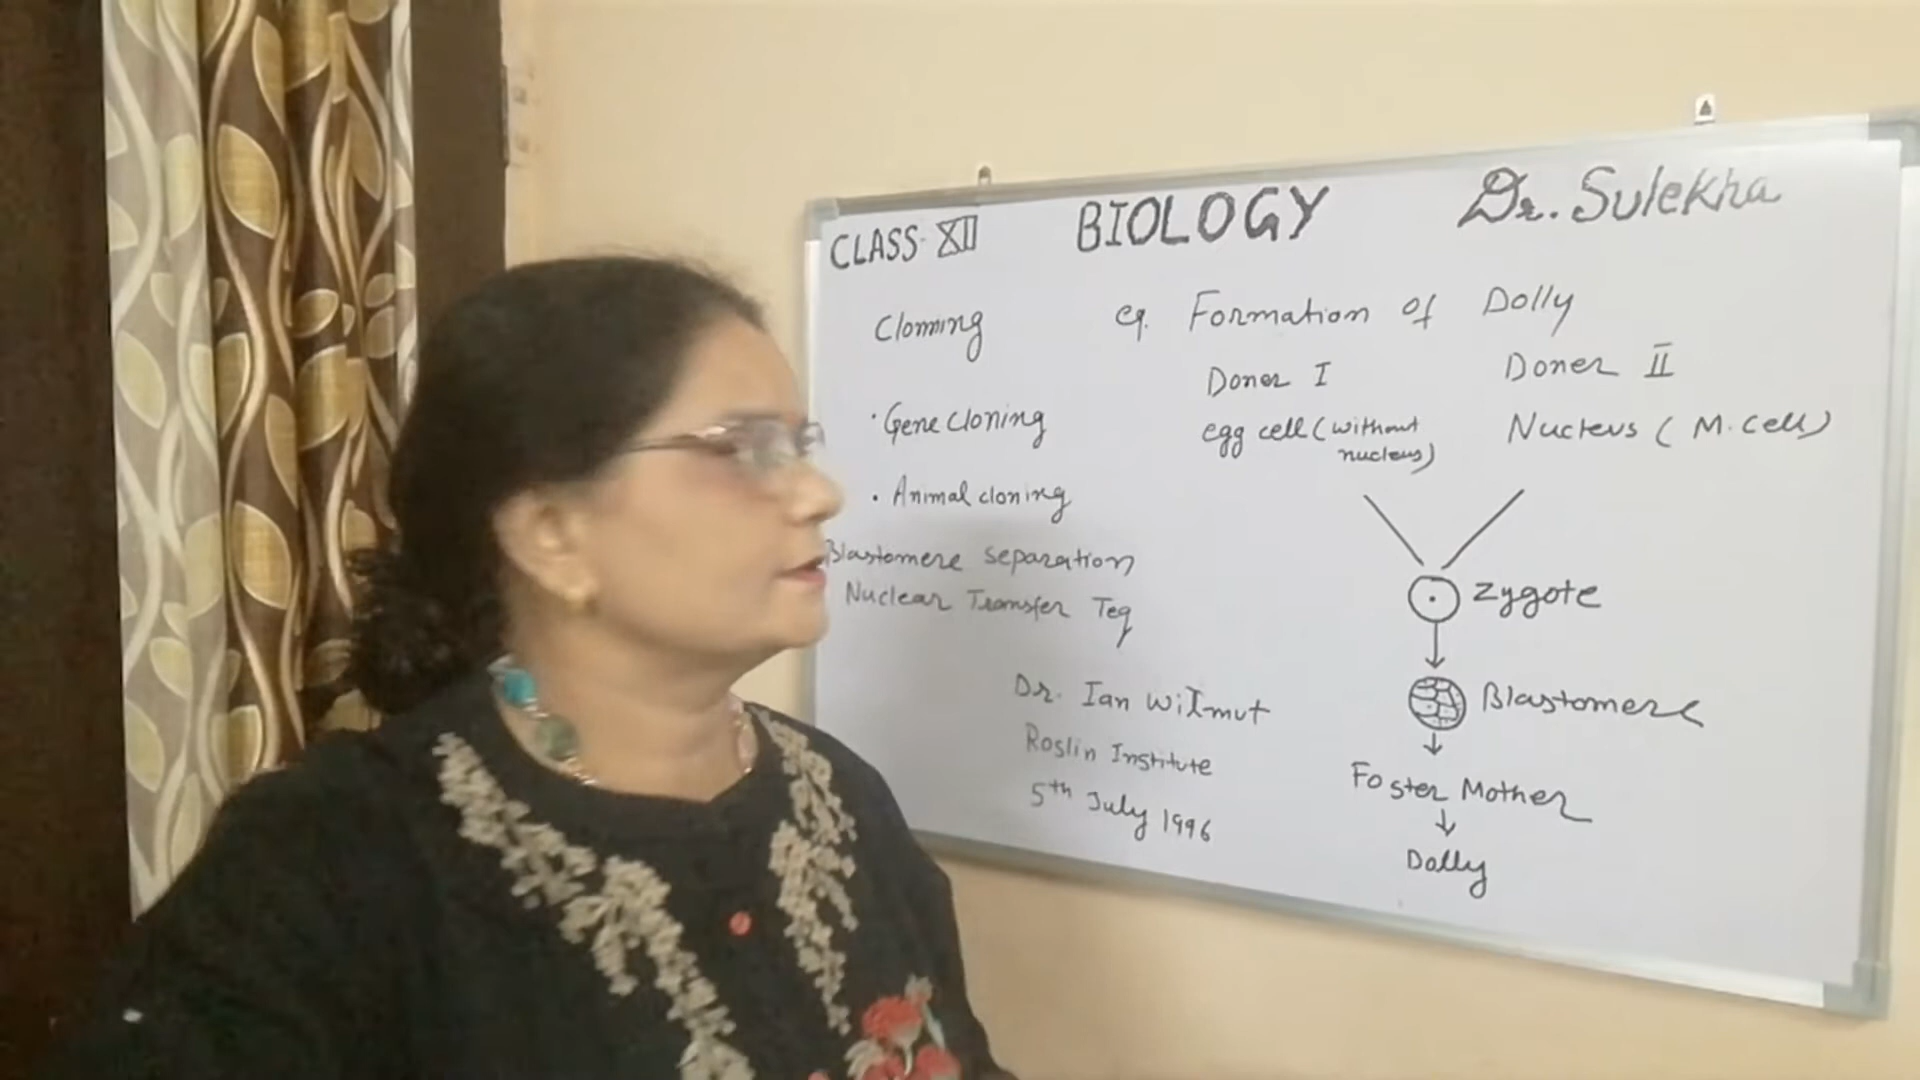 CLASS-XII BIOLOGY Dr. Sulekha
Cloning
• Gene cloning
• Animal cloning
Blastomere separation
Nuclear Transfer Teq
Dr. Ian Wilmut
Roslin Institute
5th July 1996
eg. Formation of Dolly
Doner I Doner II
egg cell (without nucleus) Nucleus (M. Cell)
Zygote
Blastomere
Foster Mother
Dolly